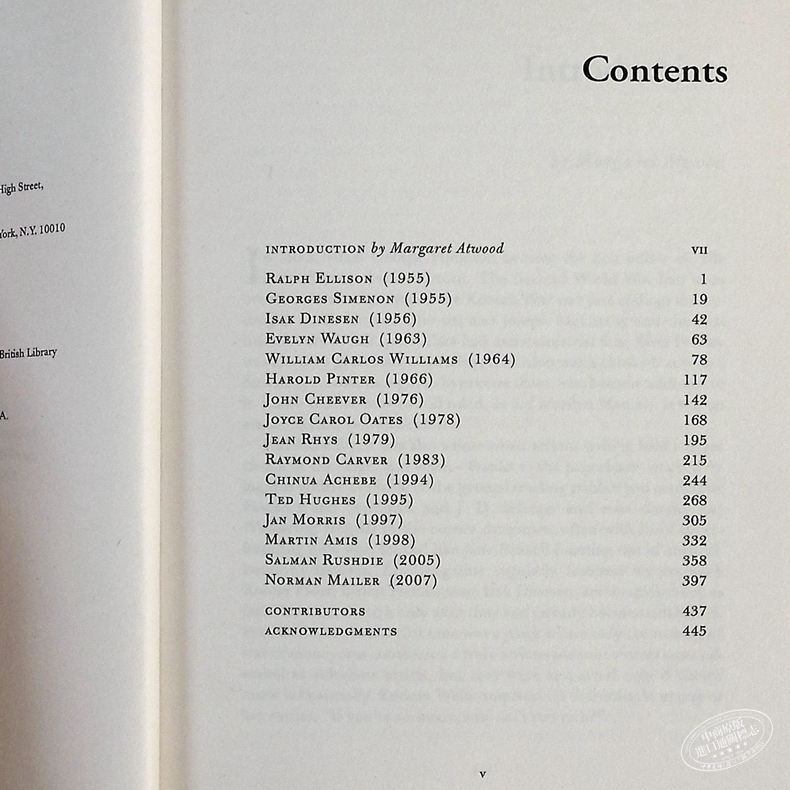 High Street,
York, N.Y. 10010
British Library
A.
Contents
INTRODUCTION by Margaret Atwood VII
RALPH ELLISON (1955) 1
GEORGES SIMENON (1955) 19
ISAK DINESEN (1956) 42
EVELYN WAUGH (1963) 63
WILLIAM CARLOS WILLIAMS (1964) 78
HAROLD PINTER (1966) 117
JOHN CHEEVER (1976) 142
JOYCE CAROL OATES (1978) 168
JEAN RHYS (1979) 195
RAYMOND CARVER (1983) 215
CHINUA ACHEBE (1994) 244
TED HUGHES (1995) 268
JAN MORRIS (1997) 305
MARTIN AMIS (1998) 332
SALMAN RUSHDIE (2005) 358
NORMAN MAILER (2007) 397
CONTRIBUTORS 437
ACKNOWLEDGMENTS 445
v